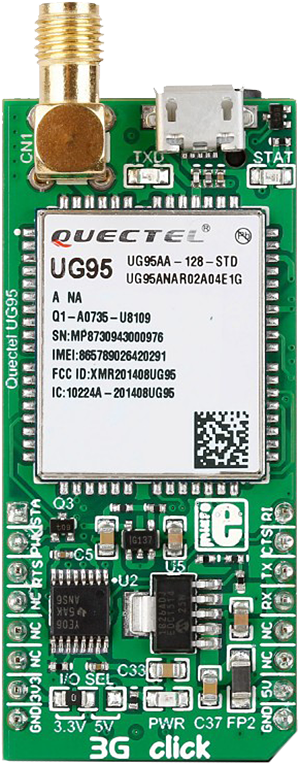 CN1
TXD
STAT
QUECTEL
UG95
UG95AA-128-STD
UG95ANAR02A04E1G
A NA
Q1-A0735-U8109
SN:MP8730943000976
IMEI:865789026420291
FCC ID:XMR201408UG95
IC:10224A-201408UG95
Quectel UG95
Q3
C5
U2
U5
STA
RI
PWK
CTS
RTS
TX
NC
RX
NC
NC
NC
NC
3V3
5V
GND
GND
I/O SEL
3.3V
5V
C33
PWR
C37
FP2
3G click